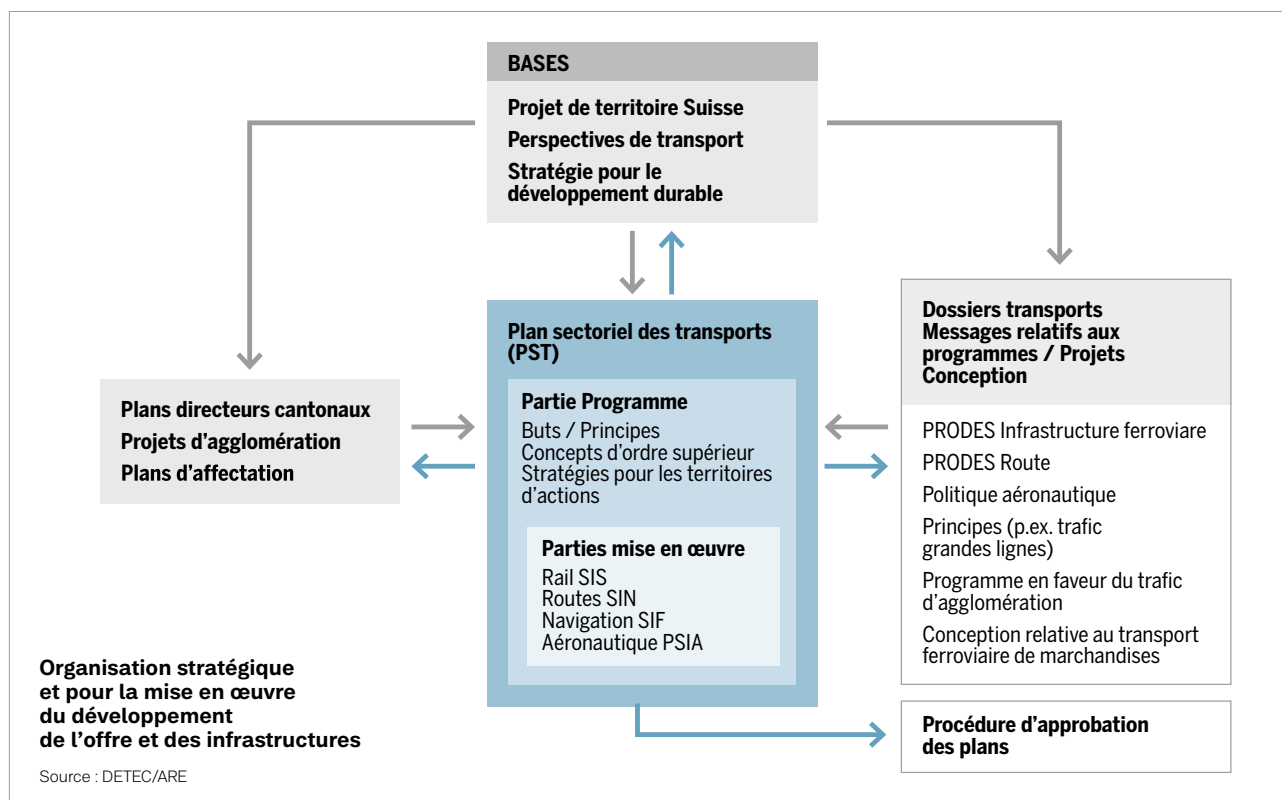 BASES
Projet de territoire Suisse
Perspectives de transport
Stratégie pour le
développement durable
Plan sectoriel des transports
(PST)
Partie Programme
Buts / Principes
Concepts d'ordre supérieur
Stratégies pour les territoires
d'actions
Parties mise en œuvre
Rail SIS
Routes SIN
Navigation SIF
Aéronautique PSIA
Plans directeurs cantonaux
Projets d'agglomération
Plans d'affectation
Dossiers transports
Messages relatifs aux
programmes / Projets
Conception
PRODES Infrastructure ferroviare
PRODES Route
Politique aéronautique
Principes (p.ex. trafic
grandes lignes)
Programme en faveur du trafic
d'agglomération
Conception relative au transport
ferroviaire de marchandises
Procédure d'approbation
des plans
Organisation stratégique
et pour la mise en œuvre
du développement
de l'offre et des infrastructures
Source : DETEC/ARE